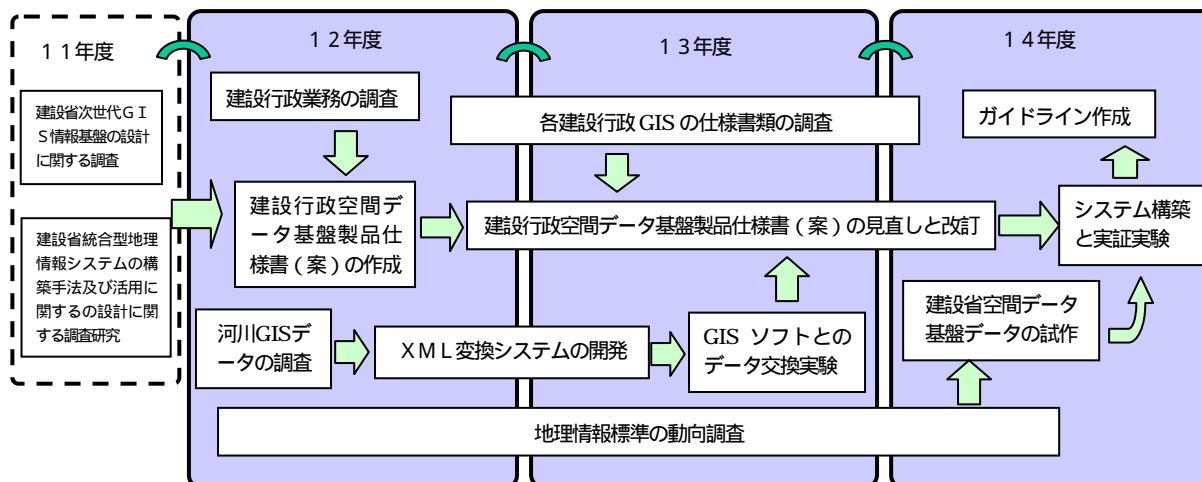 １１年度
建設省次世代ＧＩ
Ｓ情報基盤の設計
に関する調査
建設省統合型地理
情報システムの構
築手法及び活用に
関するの設計に関
する調査研究
１２年度
建設行政業務の調査
建設行政空間デ
ータ基盤製品仕
様書（案）の作成
河川GISデ
ータの調査
ＸＭＬ変換システムの開発
１３年度
各建設行政 GIS の仕様書類の調査
建設行政空間データ基盤製品仕様書（案）の見直しと改訂
GIS ソフトとの
データ交換実験
１４年度
ガイドライン作成
システム構築
と実証実験
建設省空間データ
基盤データの試作
地理情報標準の動向調査